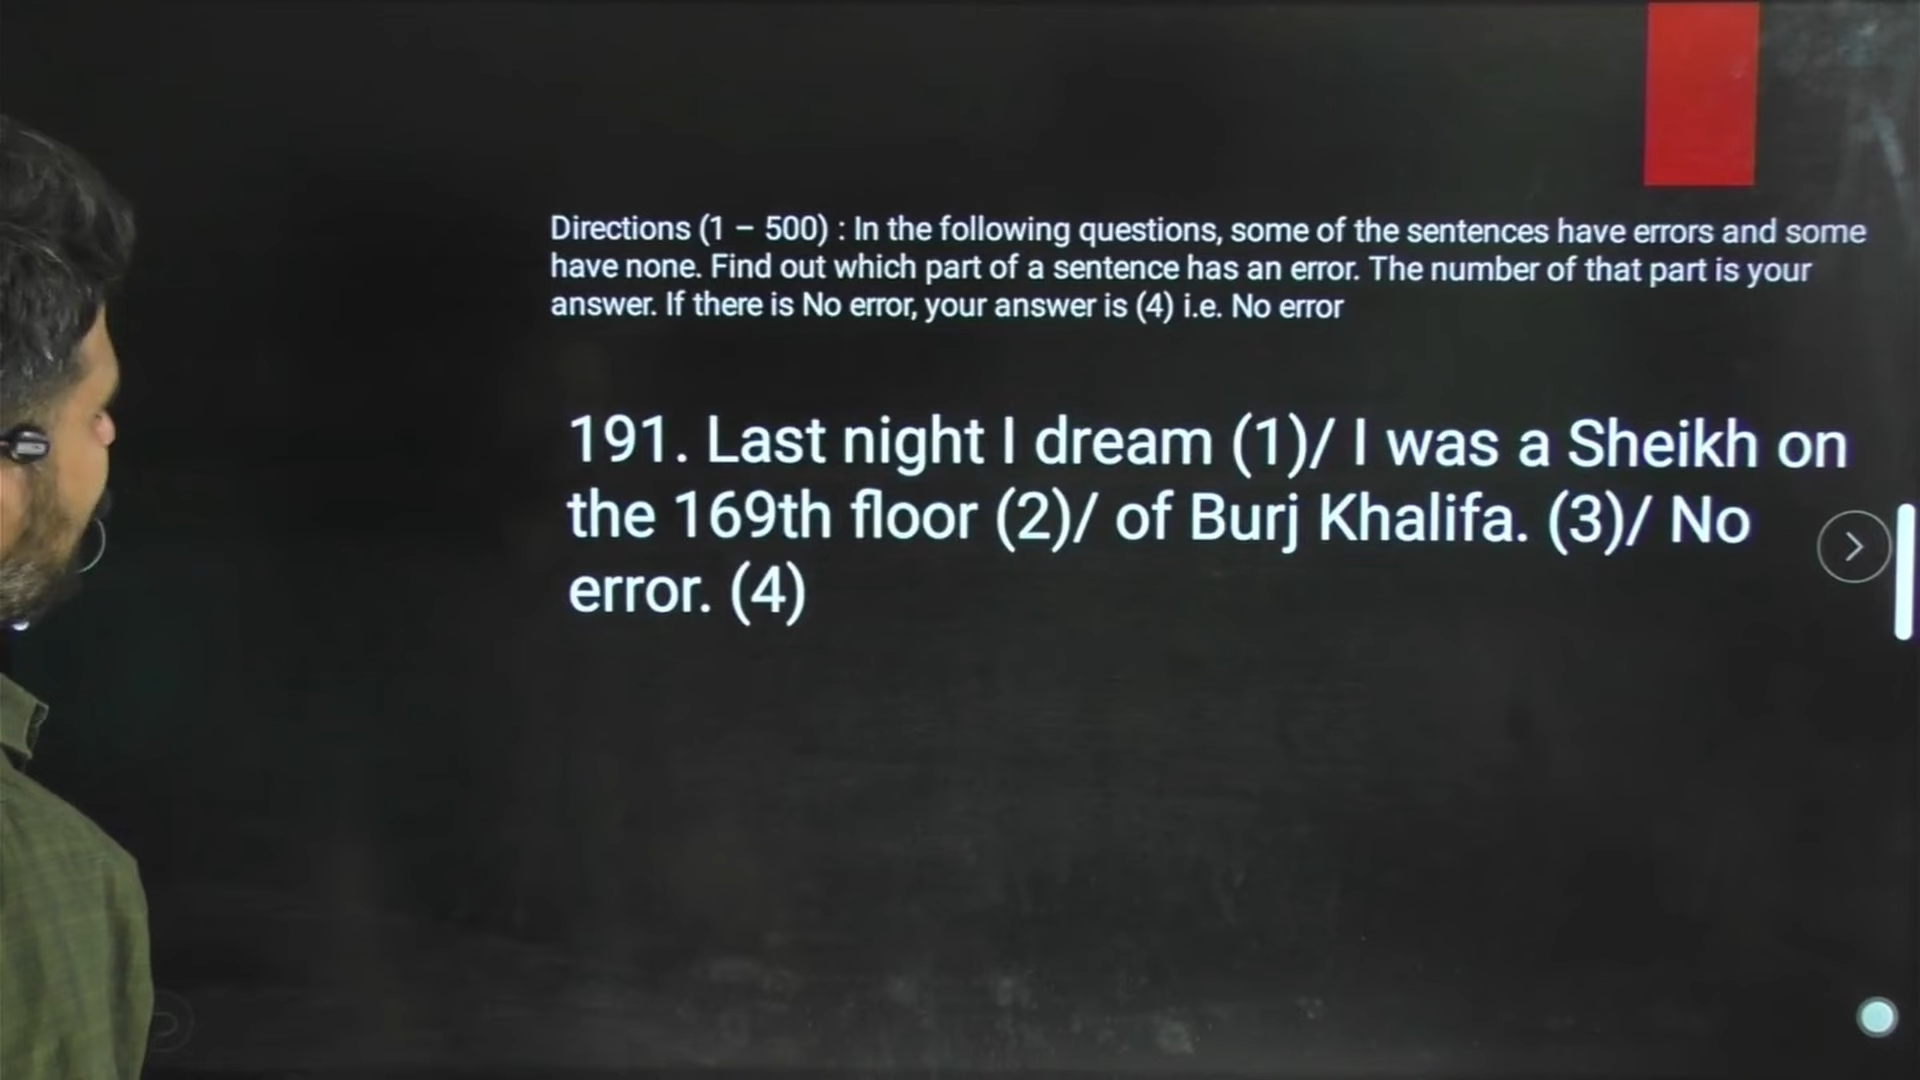 Directions (1 – 500) : In the following questions, some of the sentences have errors and some
have none. Find out which part of a sentence has an error. The number of that part is your
answer. If there is No error, your answer is (4) i.e. No error
191. Last night I dream (1)/ I was a Sheikh on
the 169th floor (2)/ of Burj Khalifa. (3)/ No
error. (4)